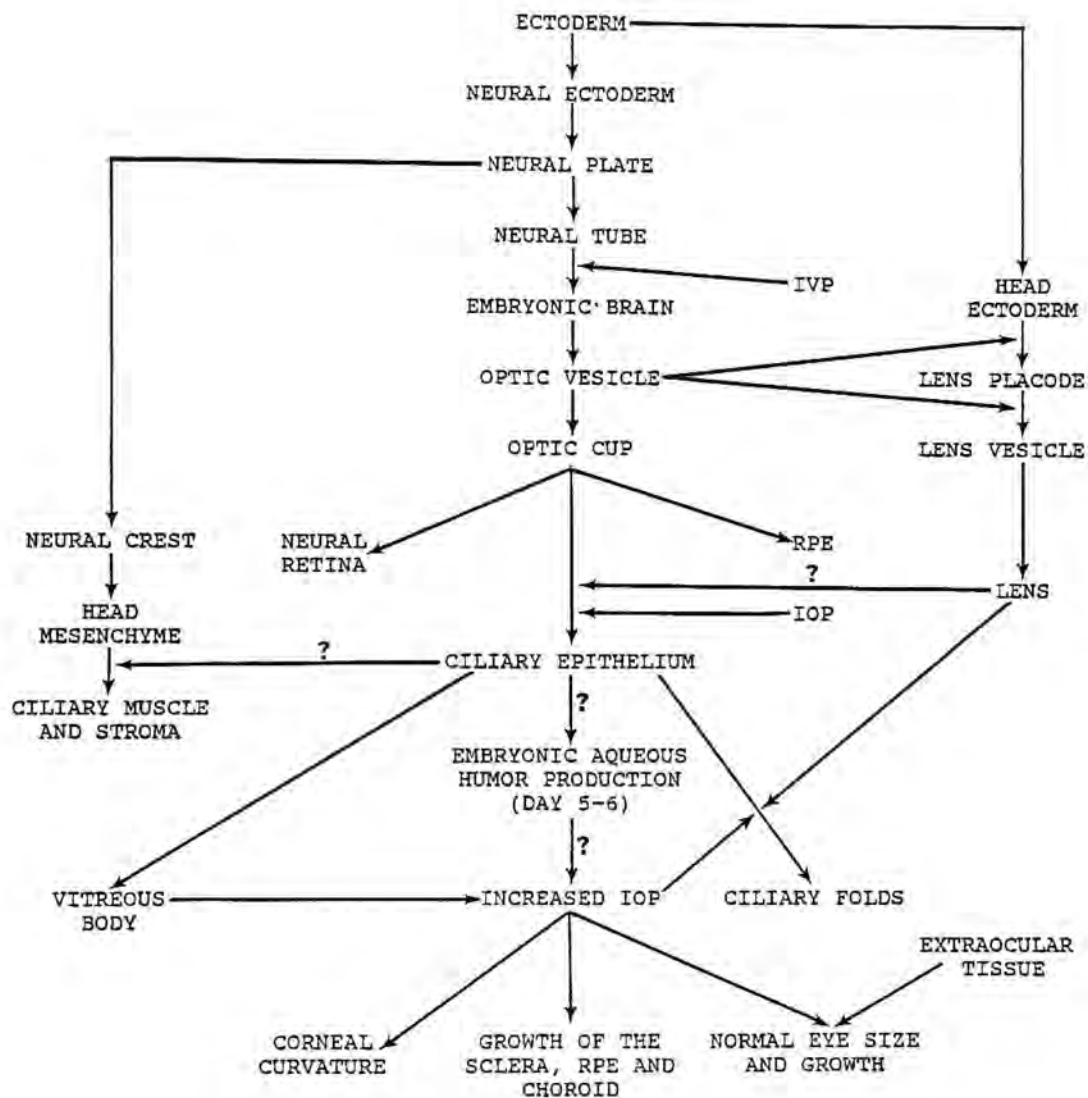 ECTODERM
NEURAL ECTODERM
NEURAL PLATE
NEURAL TUBE
IVP
HEAD
ECTODERM
EMBRYONIC BRAIN
OPTIC VESICLE
LENS PLACODE
OPTIC CUP
LENS VESICLE
NEURAL CREST
NEURAL
RETINA
RPE
?
LENS
HEAD
MESENCHYME
IOP
?
CILIARY EPITHELIUM
CILIARY MUSCLE
AND STROMA
?
EMBRYONIC AQUEOUS
HUMOR PRODUCTION
(DAY 5-6)
?
VITREOUS
BODY
INCREASED IOP
CILIARY FOLDS
EXTRAOCULAR
TISSUE
CORNEAL
CURVATURE
GROWTH OF THE
SCLERA, RPE AND
CHOROID
NORMAL EYE SIZE
AND GROWTH